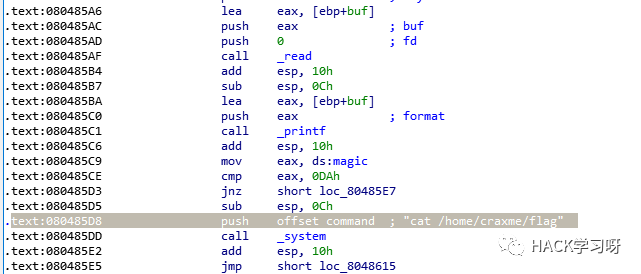 .text:080485A6 lea eax, [ebp+buf]
.text:080485AC push eax ; buf
.text:080485AD push 0 ; fd
.text:080485AF call _read
.text:080485B4 add esp, 10h
.text:080485B7 sub esp, 0Ch
.text:080485BA lea eax, [ebp+buf]
.text:080485C0 push eax ; format
.text:080485C1 call _printf
.text:080485C6 add esp, 10h
.text:080485C9 mov eax, ds:magic
.text:080485CE cmp eax, 0DAh
.text:080485D3 jnz short loc_80485E7
.text:080485D5 sub esp, 0Ch
.text:080485D8 push offset command ; "cat /home/craxme/flag"
.text:080485DD call _system
.text:080485E2 add esp, 10h
.text:080485E5 jmp short loc_8048615
HACK学习呀